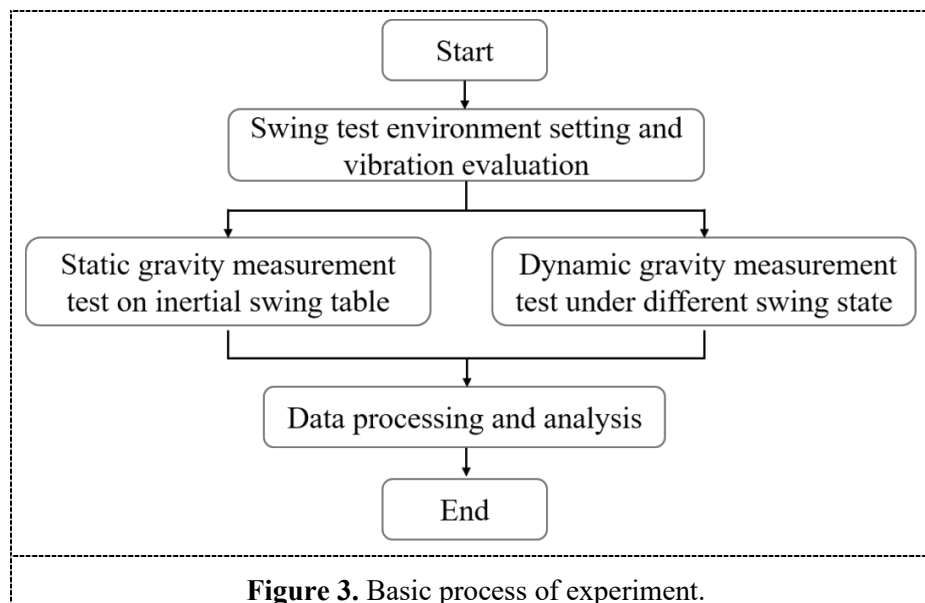 Start
Swing test environment setting and
vibration evaluation
Static gravity measurement
test on inertial swing table
Dynamic gravity measurement
test under different swing state
Data processing and analysis
End
Figure 3. Basic process of experiment.